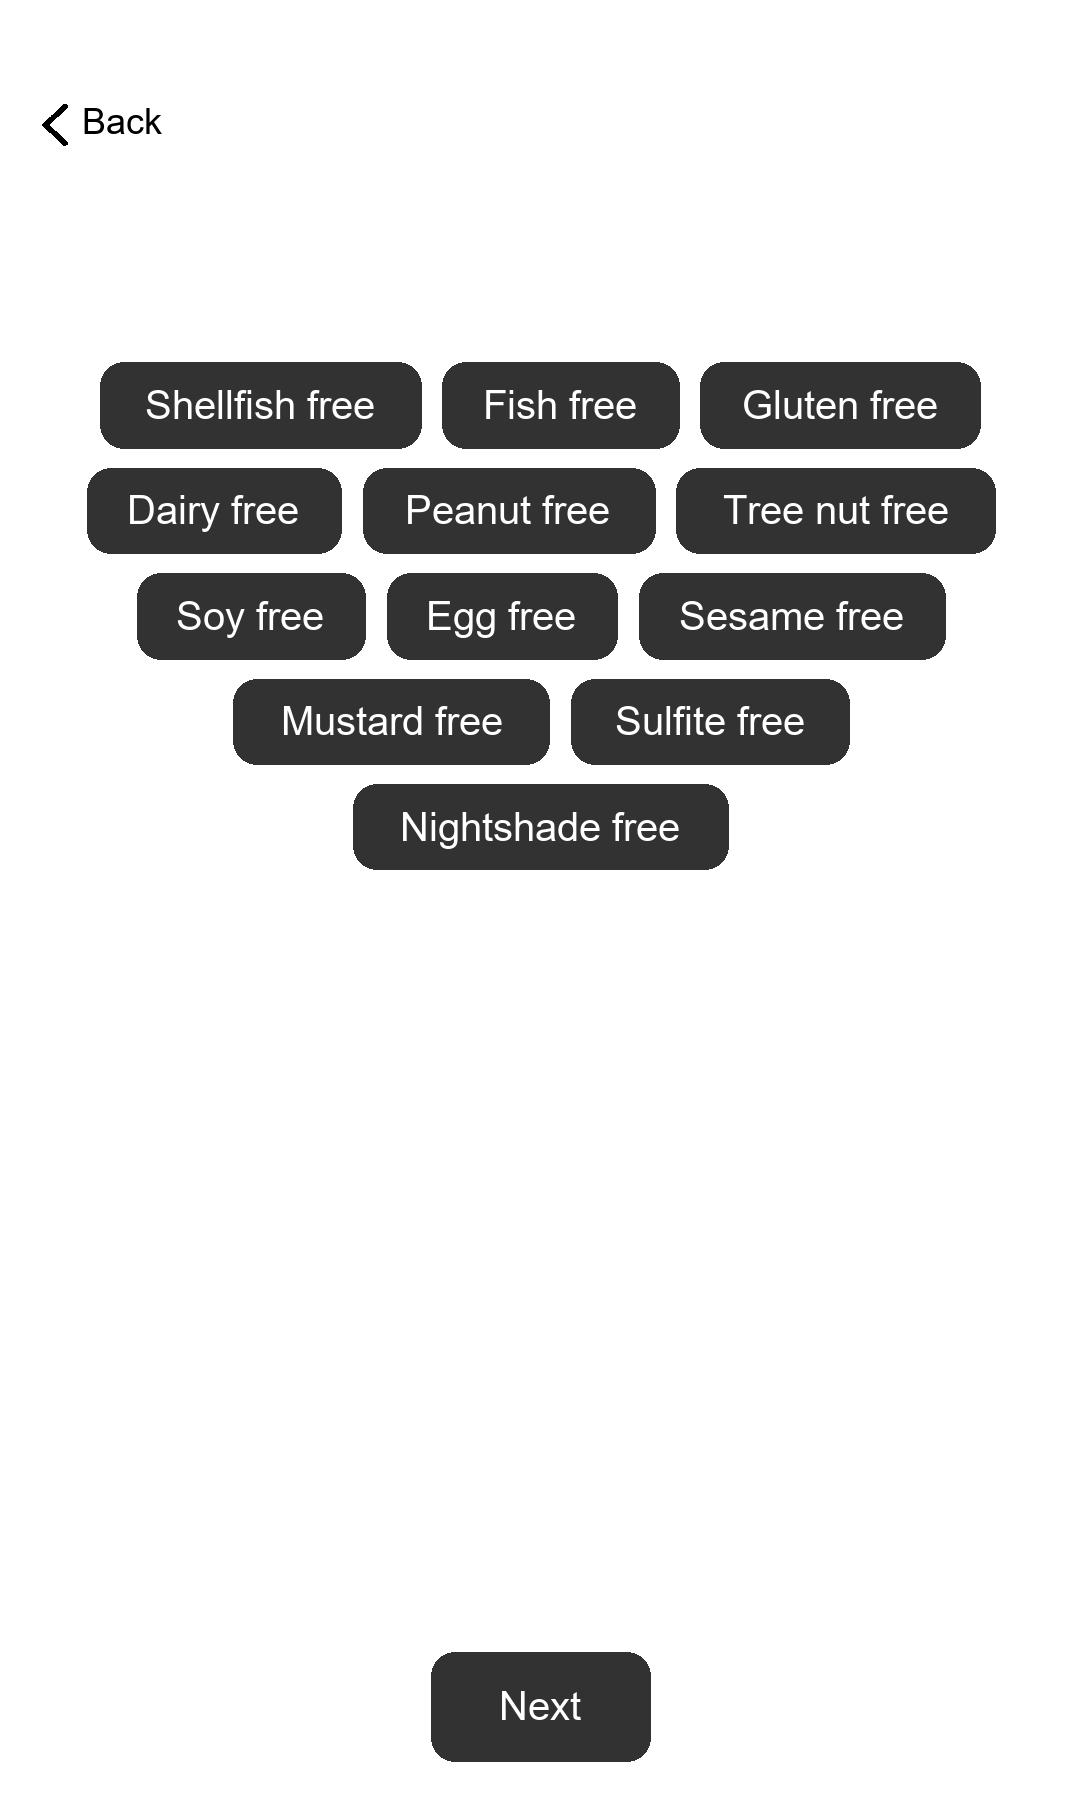 Back
Shellfish free Fish free Gluten free
Dairy free Peanut free Tree nut free
Soy free Egg free Sesame free
Mustard free Sulfite free
Nightshade free
Next